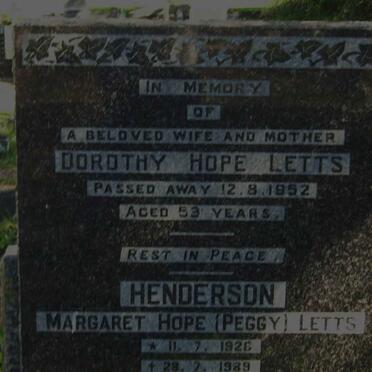 IN MEMORY
OF
A BELOVED WIFE AND MOTHER
DOROTHY HOPE LETTS
PASSED AWAY 12.8.1952
AGED 53 YEARS.
REST IN PEACE.
HENDERSON
MARGARET HOPE (PEGGY) LETTS
* 11. 7. 1926
† 28. 7. 1989